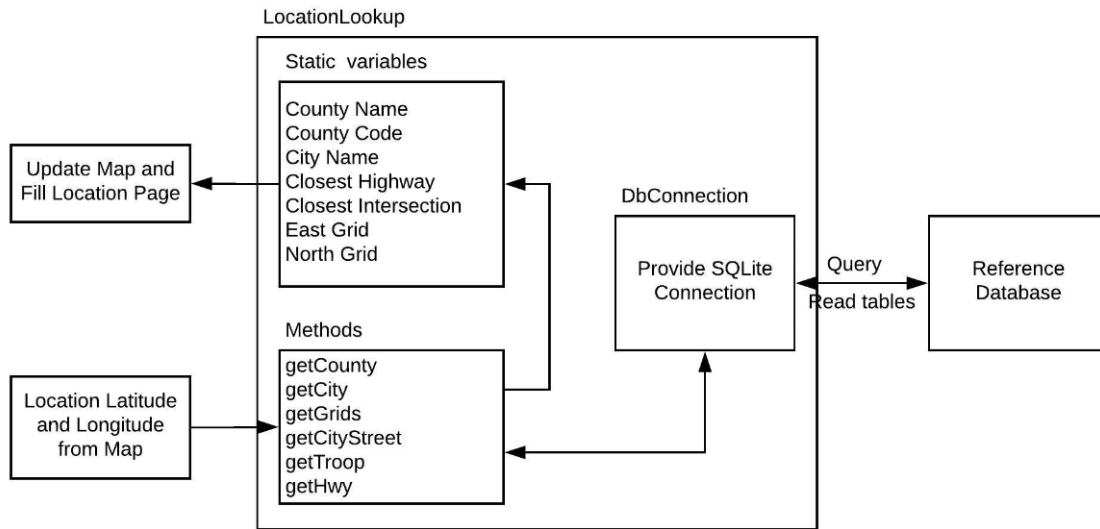 LocationLookup
Static variables
County Name
County Code
City Name
Closest Highway
Closest Intersection
East Grid
North Grid
Update Map and
Fill Location Page
DbConnection
Provide SQLite
Connection
Query
Read tables
Reference
Database
Methods
getCounty
getCity
getGrids
getCityStreet
getTroop
getHwy
Location Latitude
and Longitude
from Map